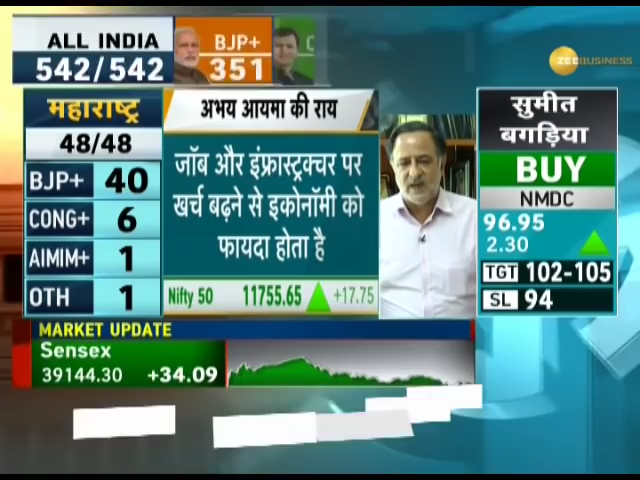 ALL INDIA
542/542
BJP+
351
C
ZEEBUSINESS
महाराष्ट्र
48/48
BJP+ 40
CONG+ 6
AIMIM+ 1
OTH 1
अभय आयमा की राय
जॉब और इंफ्रास्ट्रक्चर पर
खर्च बढ़ने से इकोनॉमी को
फायदा होता है
Nifty 50 11755.65 +17.75
सुमीत
बगड़िया
BUY
NMDC
96.95
2.30
TGT 102-105
SL 94
MARKET UPDATE
Sensex
39144.30 +34.09